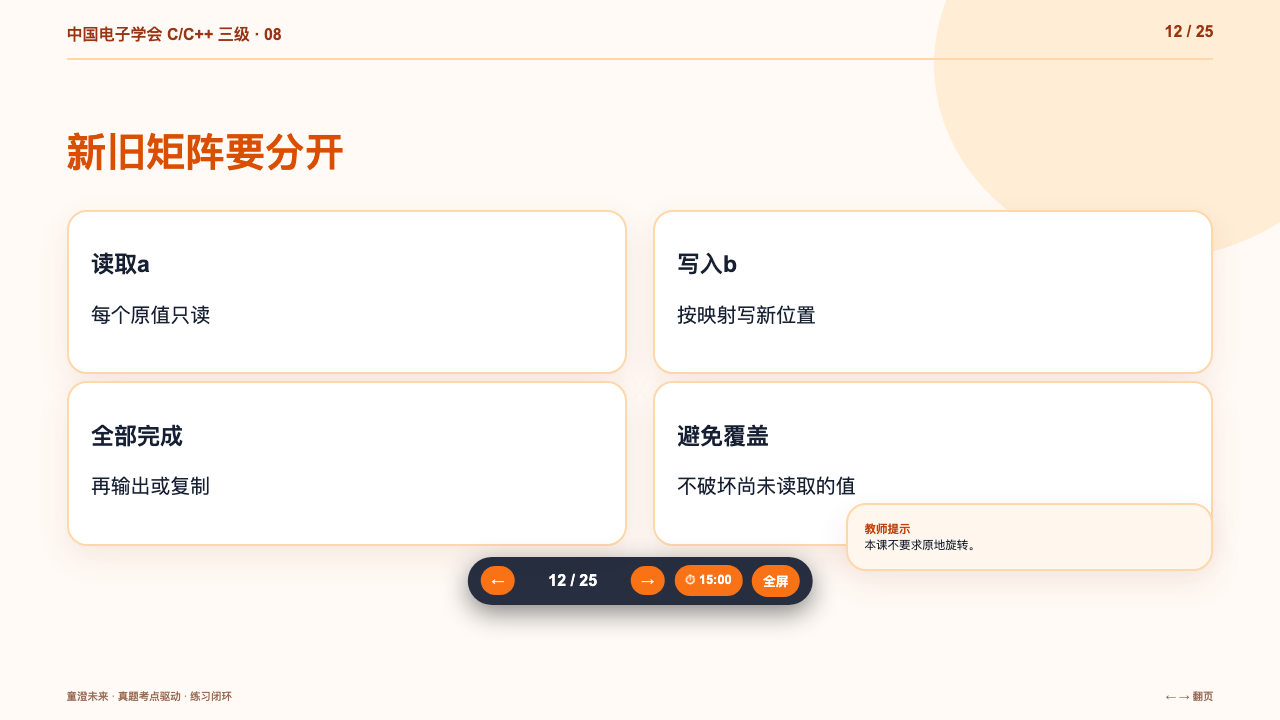 中国电子学会 C/C++ 三级 · 08
12 / 25
新旧矩阵要分开
读取a
每个原值只读
写入b
按映射写新位置
全部完成
再输出或复制
避免覆盖
不破坏尚未读取的值
教师提示
本课不要求原地旋转。
← 12 / 25 → ⏱ 15:00 全屏
童澄未来 · 真题考点驱动 · 练习闭环
←→ 翻页